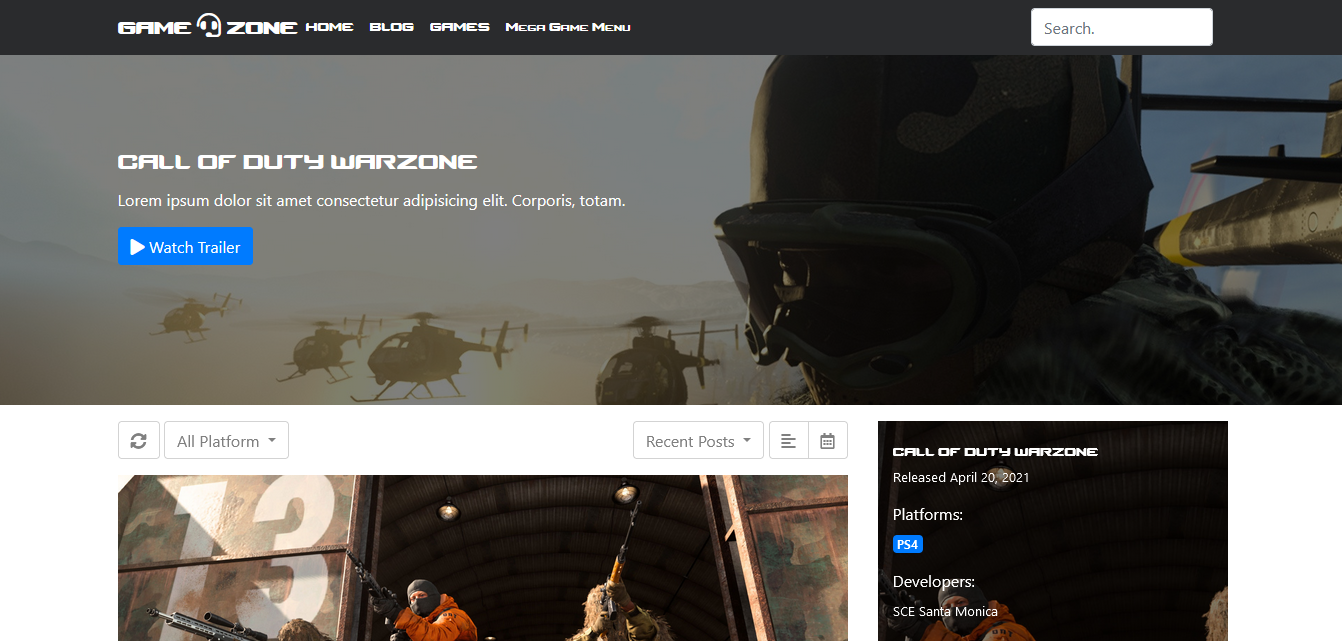 GAME ZONE HOME BLOG GAMES Mega Game Menu Search.
CALL OF DUTY WARZONE
Lorem ipsum dolor sit amet consectetur adipisicing elit. Corporis, totam.
Watch Trailer
All Platform
Recent Posts
13
CALL OF DUTY WARZONE
Released April 20, 2021
Platforms:
PS4
Developers:
SCE Santa Monica